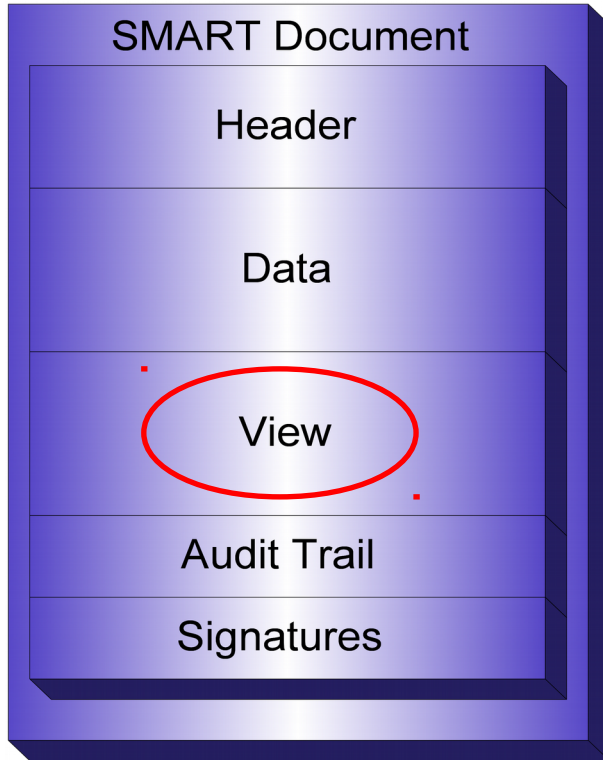 SMART Document
Header
Data
View
Audit Trail
Signatures